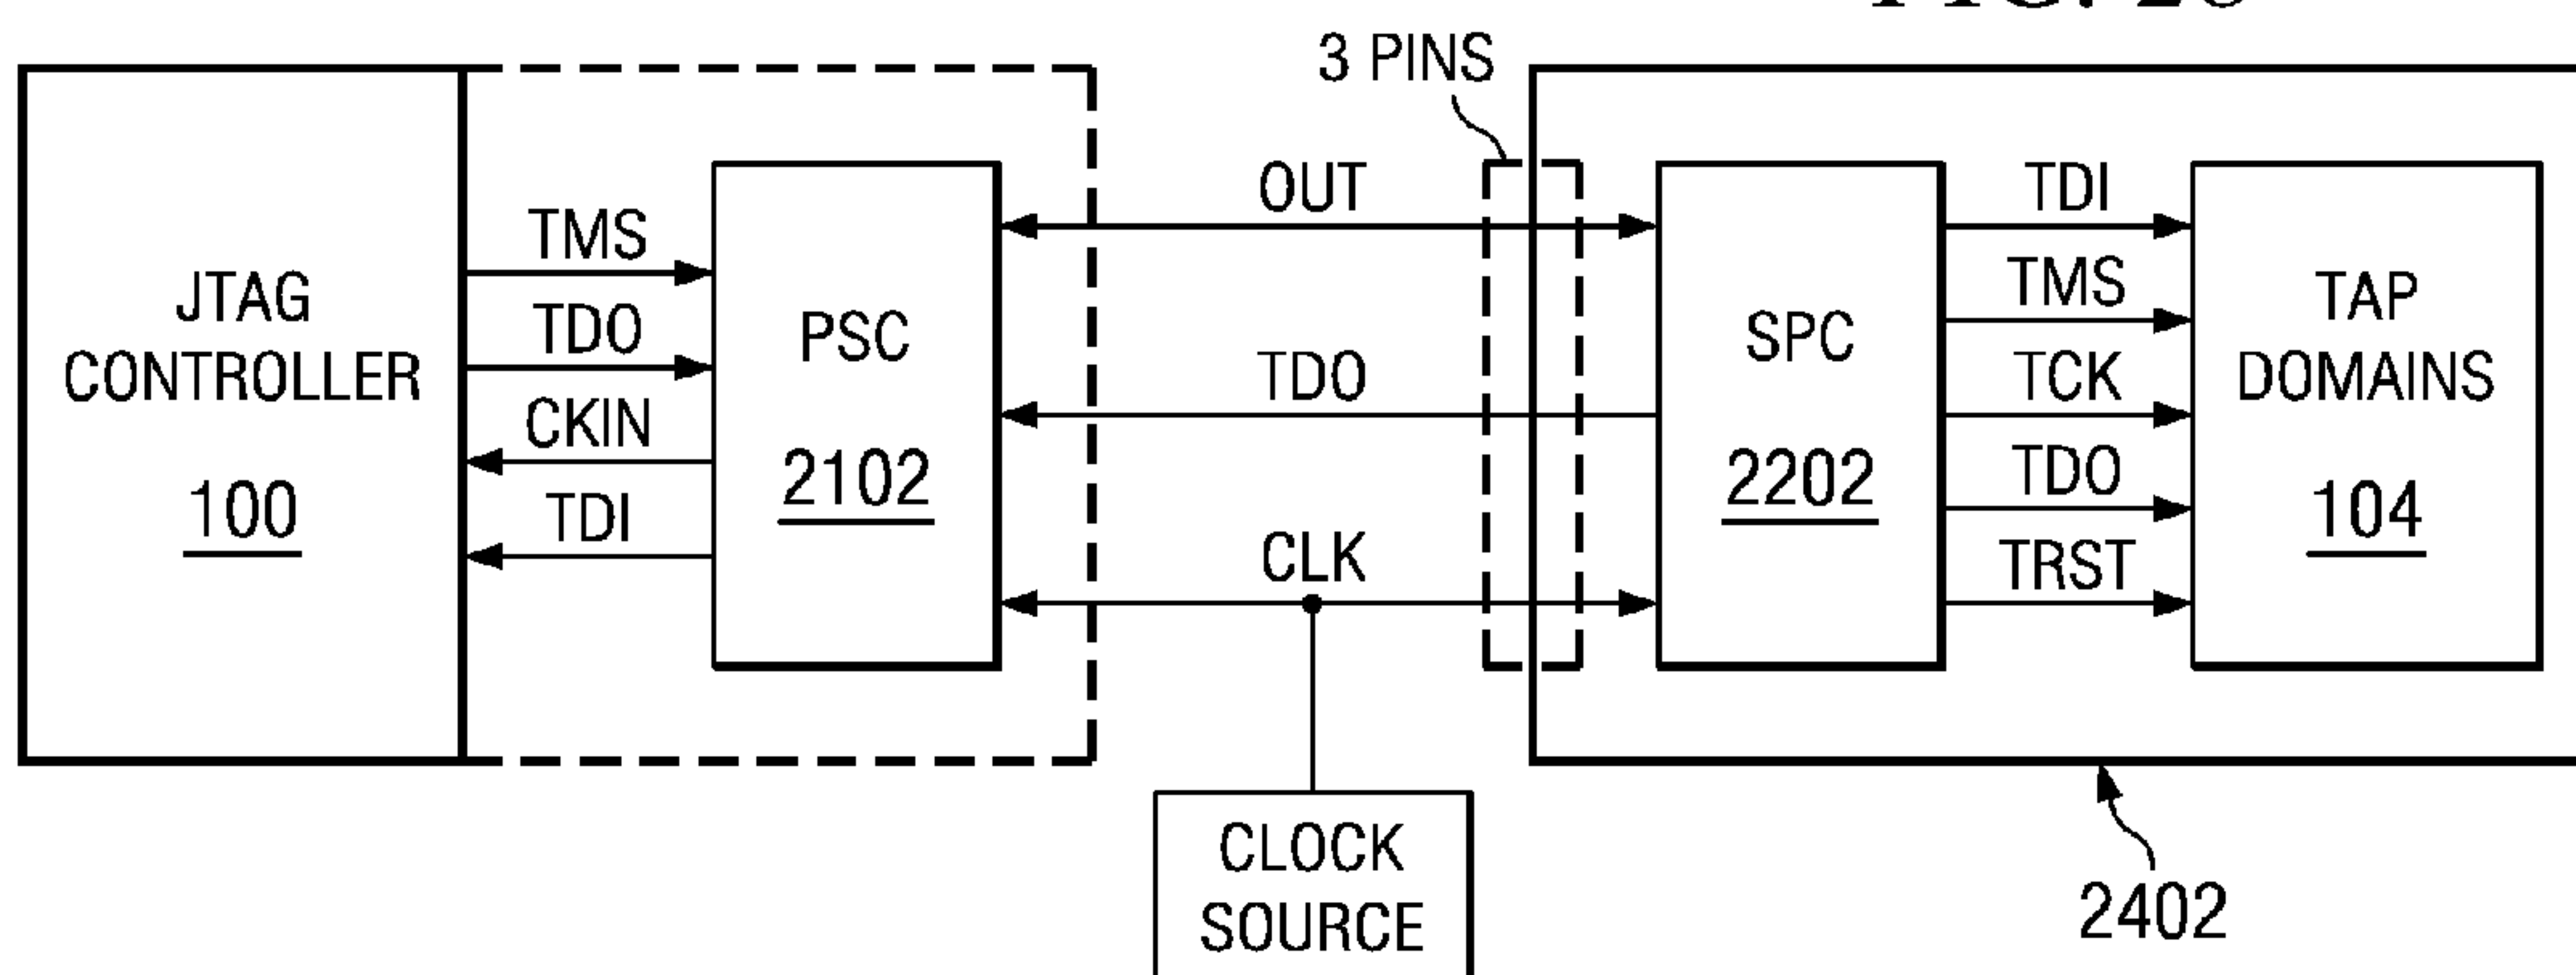 3 PINS
JTAG
CONTROLLER
100
TMS
TDO
CKIN
TDI
PSC
2102
OUT
TDO
CLK
SPC
2202
TDI
TMS
TCK
TDO
TRST
TAP
DOMAINS
104
CLOCK
SOURCE
2402